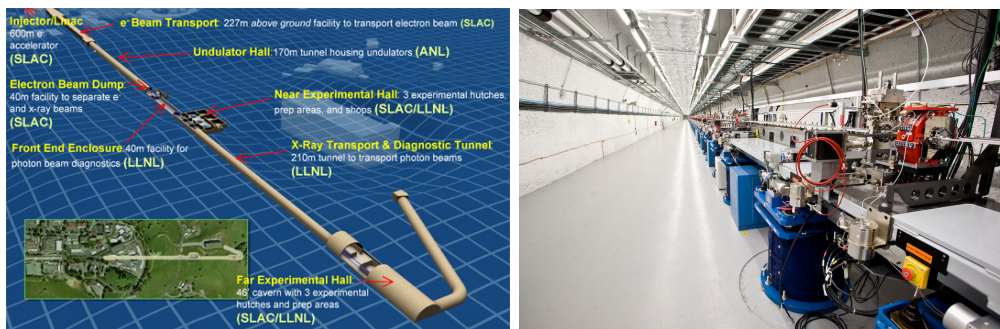 Injector/Linac
600m e-
accelerator
(SLAC)
e- Beam Transport: 227m above ground facility to transport electron beam (SLAC)
Undulator Hall: 170m tunnel housing undulators (ANL)
Electron Beam Dump:
40m facility to separate e-
and x-ray beams
(SLAC)
Near Experimental Hall: 3 experimental hutches,
prep areas, and shops (SLAC/LLNL)
Front End Enclosure: 40m facility for
photon beam diagnostics (LLNL)
X-Ray Transport & Diagnostic Tunnel:
210m tunnel to transport photon beams
(LLNL)
Far Experimental Hall
46' cavern with 3 experimental
hutches and prep areas
(SLAC/LLNL)